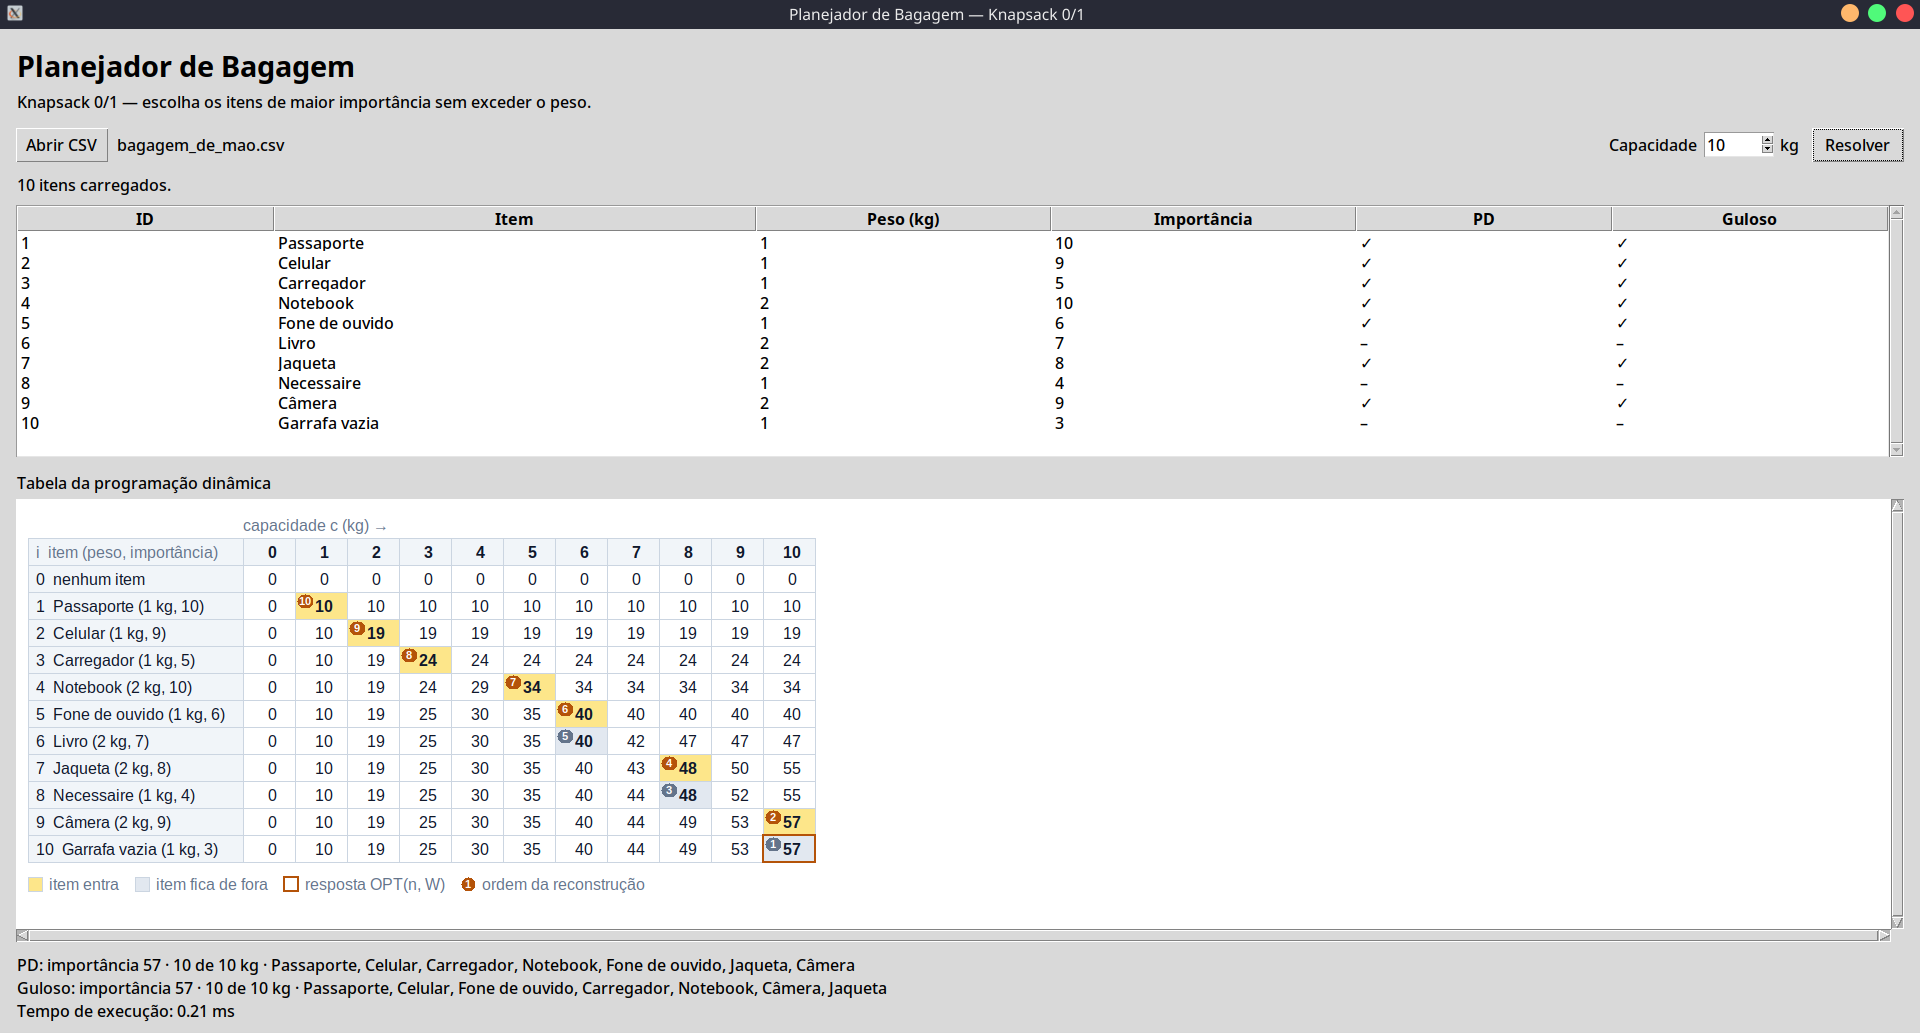 Planejador de Bagagem — Knapsack 0/1
Planejador de Bagagem
Knapsack 0/1 — escolha os itens de maior importância sem exceder o peso.
Abrir CSV bagagem_de_mao.csv Capacidade 10 kg Resolver
10 itens carregados.
ID Item Peso (kg) Importância PD Guloso
1 Passaporte 1 10 ✓ ✓
2 Celular 1 9 ✓ ✓
3 Carregador 1 5 ✓ ✓
4 Notebook 2 10 ✓ ✓
5 Fone de ouvido 1 6 ✓ ✓
6 Livro 2 7 – –
7 Jaqueta 2 8 ✓ ✓
8 Necessaire 1 4 – –
9 Câmera 2 9 ✓ ✓
10 Garrafa vazia 1 3 – –
Tabela da programação dinâmica
capacidade c (kg) →
i item (peso, importância) 0 1 2 3 4 5 6 7 8 9 10
0 nenhum item 0 0 0 0 0 0 0 0 0 0 0
1 Passaporte (1 kg, 10) 0 10 10 10 10 10 10 10 10 10 10 10
2 Celular (1 kg, 9) 0 10 9 19 19 19 19 19 19 19 19 19
3 Carregador (1 kg, 5) 0 10 19 8 24 24 24 24 24 24 24 24
4 Notebook (2 kg, 10) 0 10 19 24 29 7 34 34 34 34 34 34
5 Fone de ouvido (1 kg, 6) 0 10 19 25 30 35 6 40 40 40 40 40
6 Livro (2 kg, 7) 0 10 19 25 30 35 5 40 42 47 47 47
7 Jaqueta (2 kg, 8) 0 10 19 25 30 35 40 43 4 48 50 55
8 Necessaire (1 kg, 4) 0 10 19 25 30 35 40 44 3 48 52 55
9 Câmera (2 kg, 9) 0 10 19 25 30 35 40 44 49 53 2 57
10 Garrafa vazia (1 kg, 3) 0 10 19 25 30 35 40 44 49 53 1 57
item entra item fica de fora resposta OPT(n, W) 1 ordem da reconstrução
PD: importância 57 · 10 de 10 kg · Passaporte, Celular, Carregador, Notebook, Fone de ouvido, Jaqueta, Câmera
Guloso: importância 57 · 10 de 10 kg · Passaporte, Celular, Fone de ouvido, Carregador, Notebook, Câmera, Jaqueta
Tempo de execução: 0.21 ms